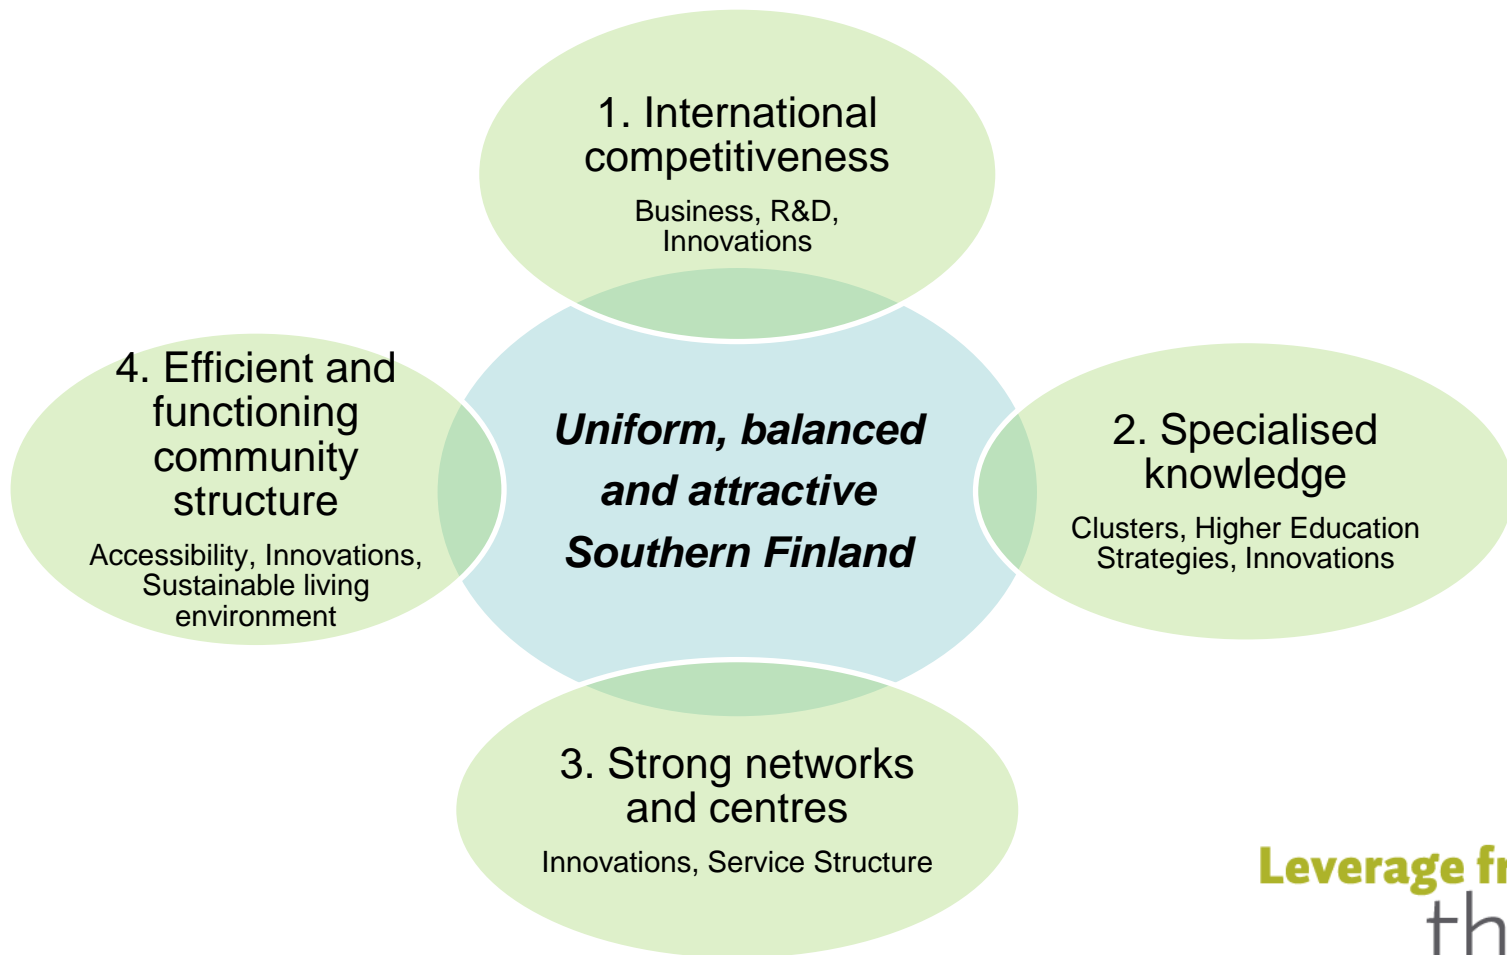 1. International
competitiveness
Business, R&D,
Innovations
4. Efficient and
functioning
community
structure
Accessibility, Innovations,
Sustainable living
environment
Uniform, balanced
and attractive
Southern Finland
2. Specialised
knowledge
Clusters, Higher Education
Strategies, Innovations
3. Strong networks
and centres
Innovations, Service Structure
Leverage